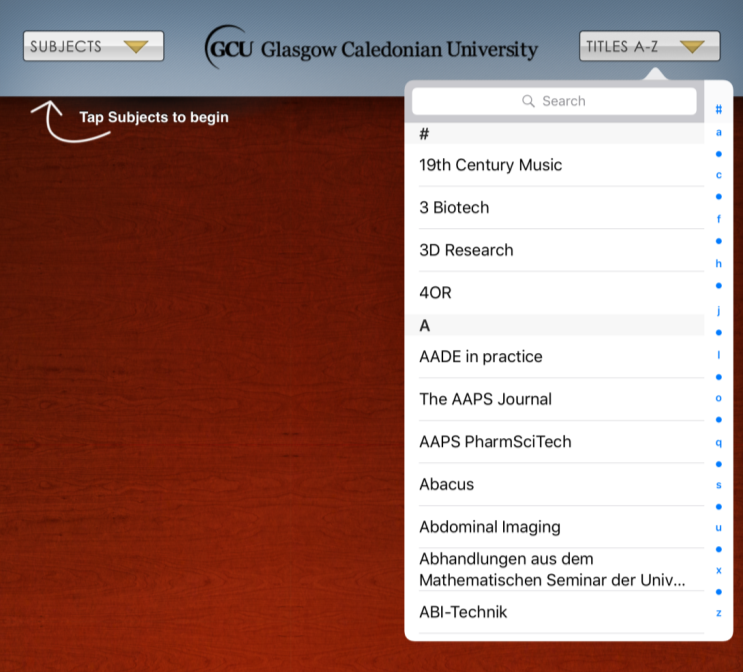 SUBJECTS
GCU Glasgow Caledonian University
TITLES A-Z
Tap Subjects to begin
Search
#
19th Century Music
3 Biotech
3D Research
4OR
A
AADE in practice
The AAPS Journal
AAPS PharmSciTech
Abacus
Abdominal Imaging
Abhandlungen aus dem
Mathematischen Seminar der Univ...
ABI-Technik
#
a
c
f
h
j
l
o
q
s
u
x
z